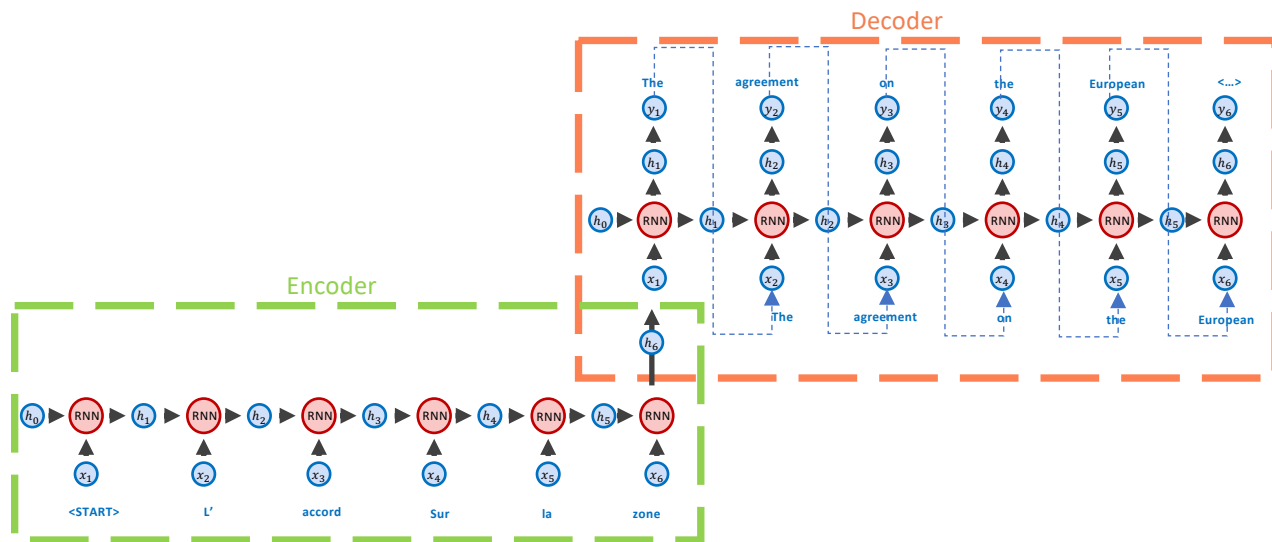 Decoder
The agreement on the European <...>
y₁ y₂ y₃ y₄ y₅ y₆
h₁ h₂ h₃ h₄ h₅ h₆
h₀ RNN h₁ RNN h₂ RNN h₃ RNN h₄ RNN h₅ RNN
x₁ x₂ x₃ x₄ x₅ x₆
The agreement on the European
Encoder
h₆
h₀ RNN h₁ RNN h₂ RNN h₃ RNN h₄ RNN h₅ RNN
x₁ x₂ x₃ x₄ x₅ x₆
<START> L’ accord Sur la zone